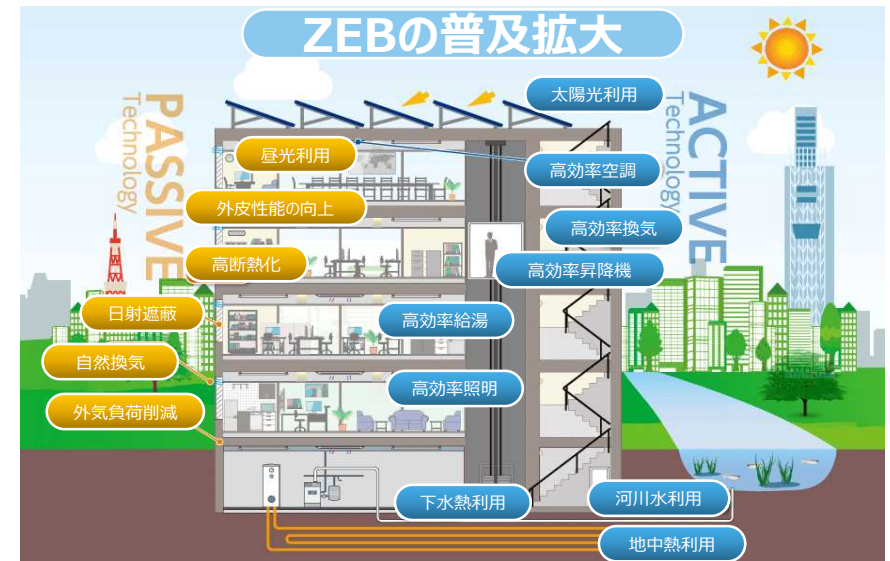 ZEBの普及拡大
PASSIVE
Technology
ACTIVE
Technology
太陽光利用
昼光利用
高効率空調
外皮性能の向上
高効率換気
高断熱化
高効率昇降機
日射遮蔽
高効率給湯
自然換気
高効率照明
外気負荷削減
下水熱利用
河川水利用
地中熱利用